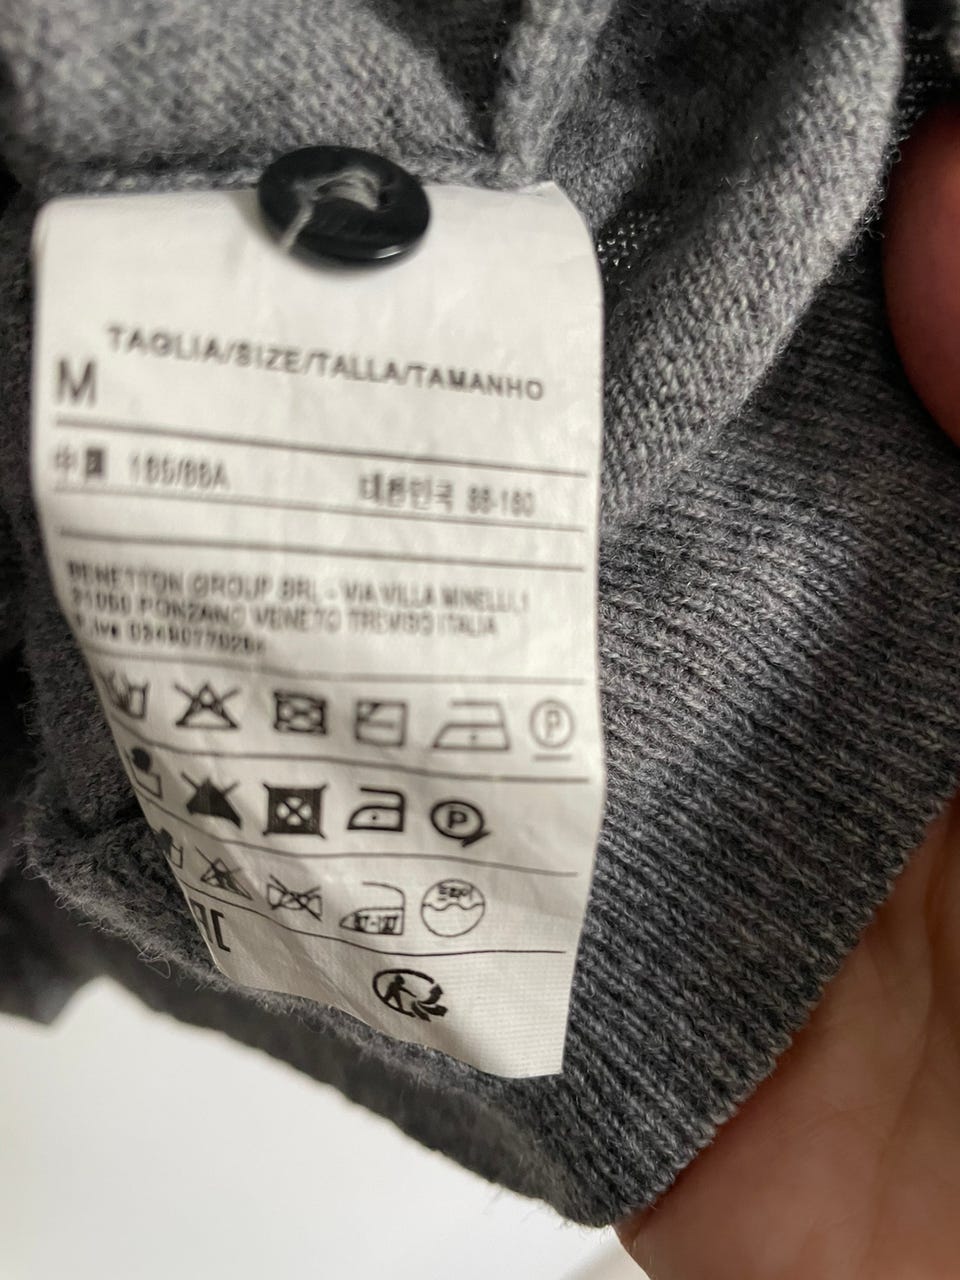 TAGLIA/SIZE/TALLA/TAMANHO
M
中國 165/88A 대한민국 88-160
BENETTON GROUP SRL - VIA VILLA MINELLI,1
31050 PONZANO VENETO TREVISO ITALIA
P
P